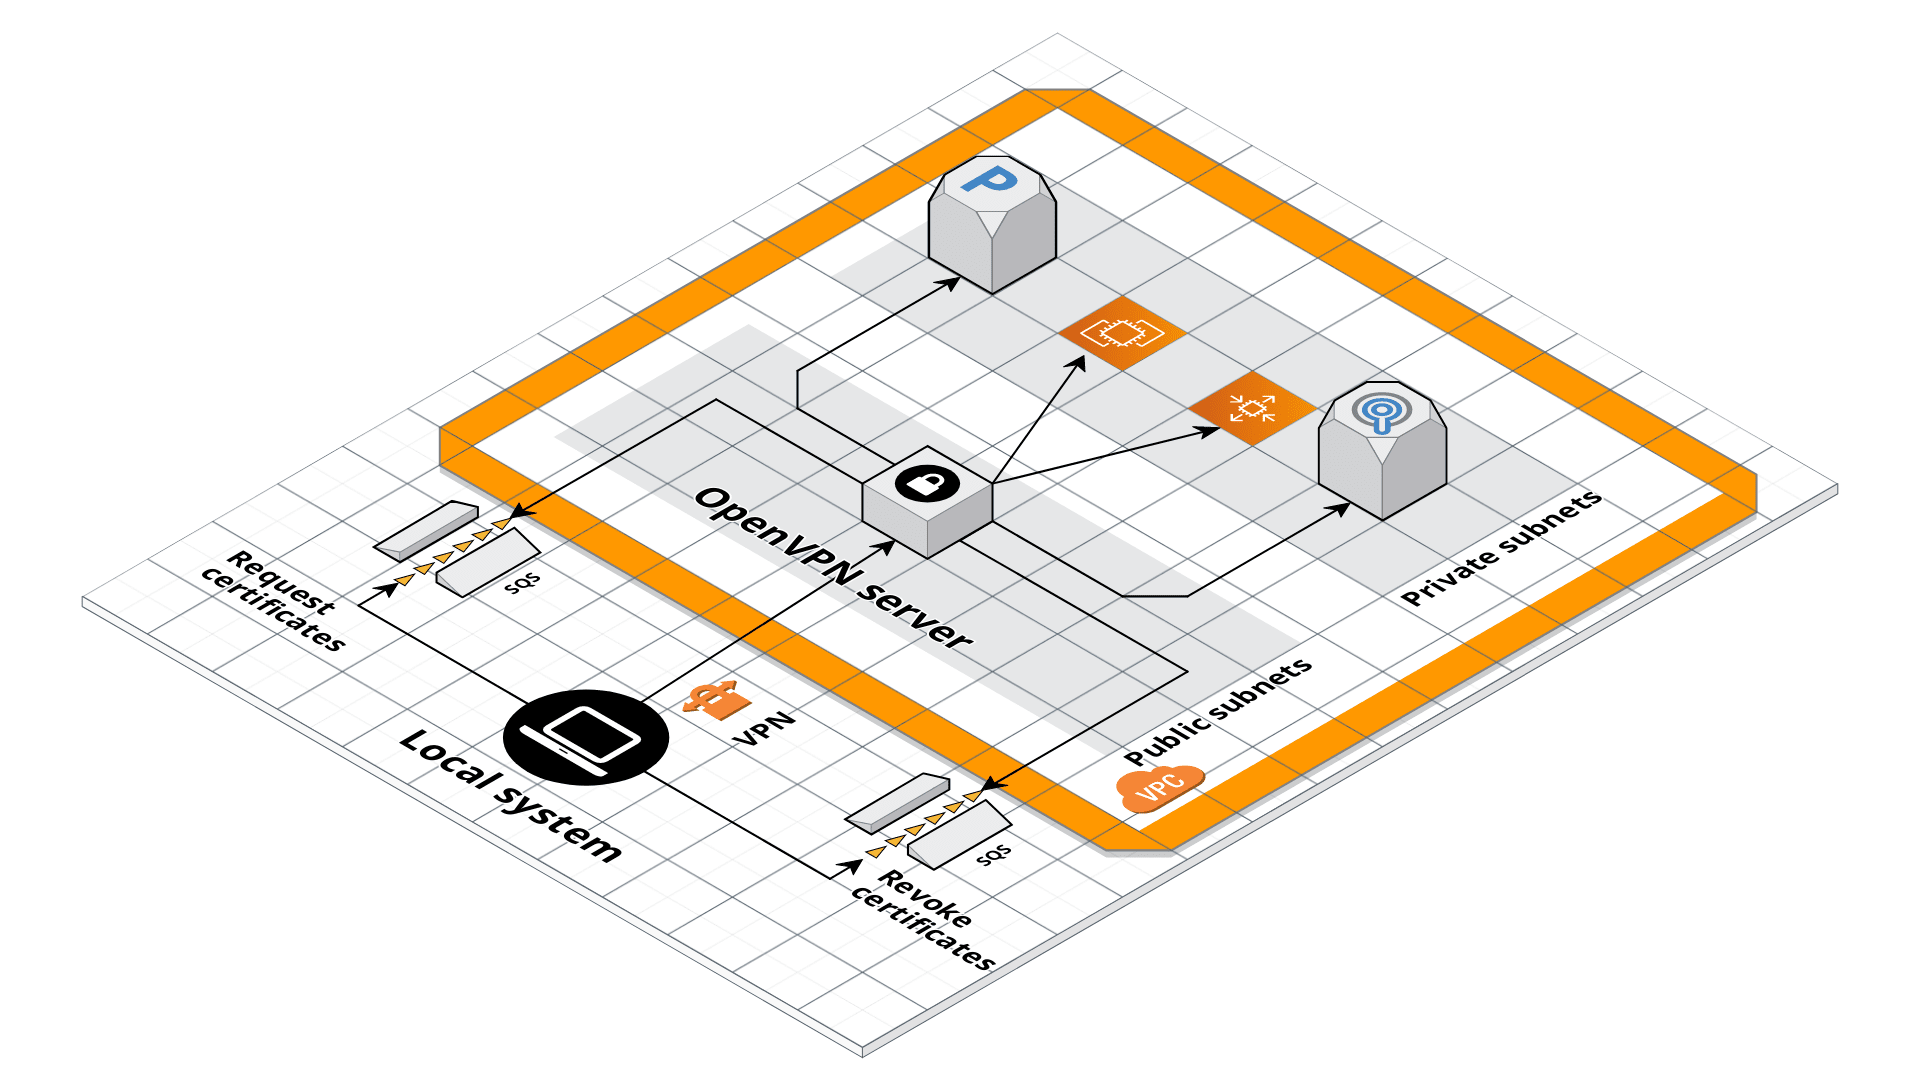 P
OpenVPN server
Private subnets
Public subnets
VPC
Request
certificates
SQS
VPN
Local system
SQS
Revoke
certificates